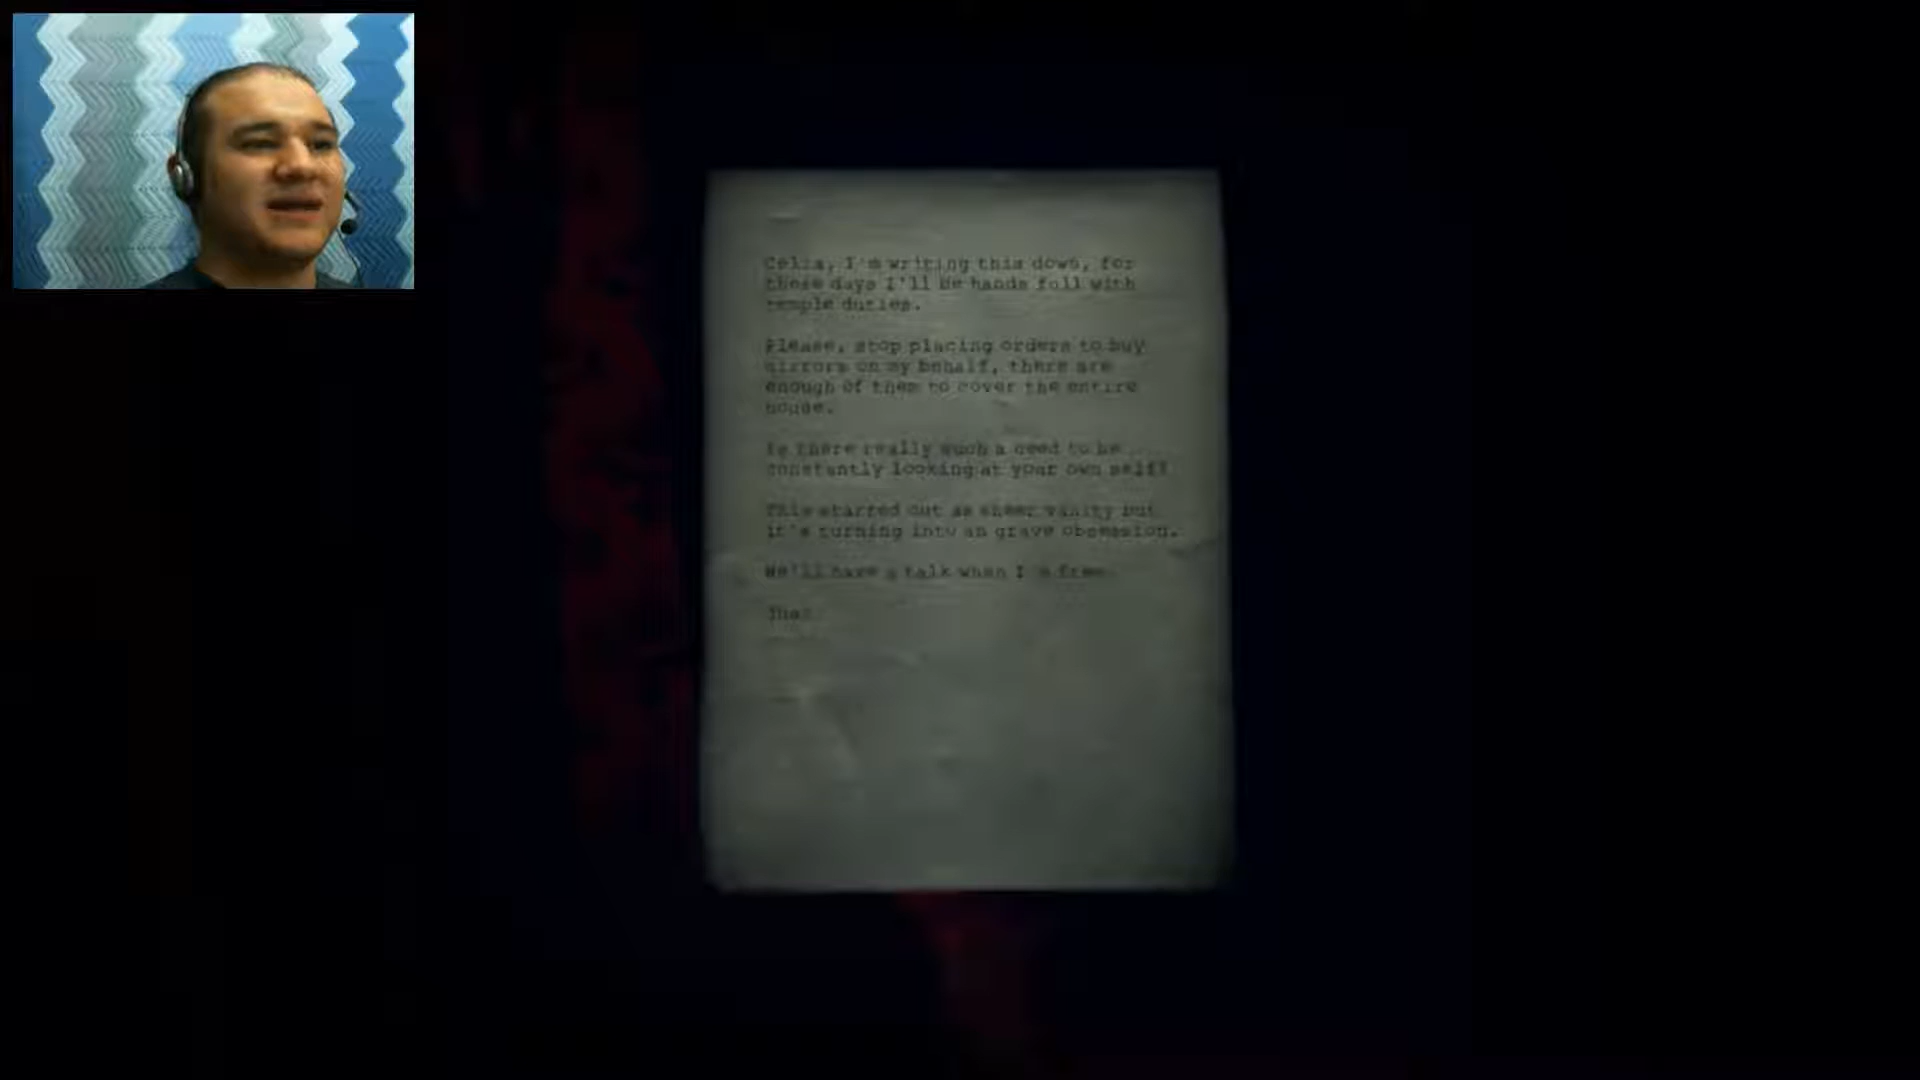 Celia, I'm writing this down, for
these days I'll be hands full with
temple duties.
Please, stop placing orders to buy
mirrors on my behalf, there are
enough of them to cover the entire
house.
Is there really such a need to be
constantly looking at your own self?
This started out as sheer vanity but
it's turning into an grave obsession.
We'll have a talk when I'm free.